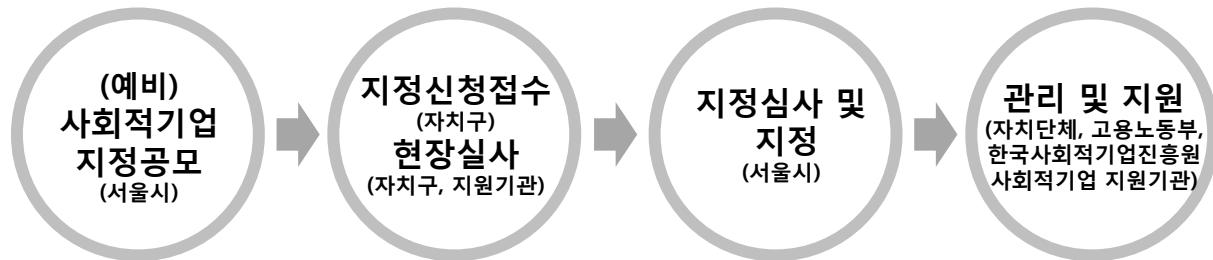 (예비)
사회적기업
지정공모
(서울시)
지정신청접수
(자치구)
현장실사
(자치구, 지원기관)
지정심사 및
지정
(서울시)
관리 및 지원
(자치단체, 고용노동부,
한국사회적기업진흥원
사회적기업 지원기관)